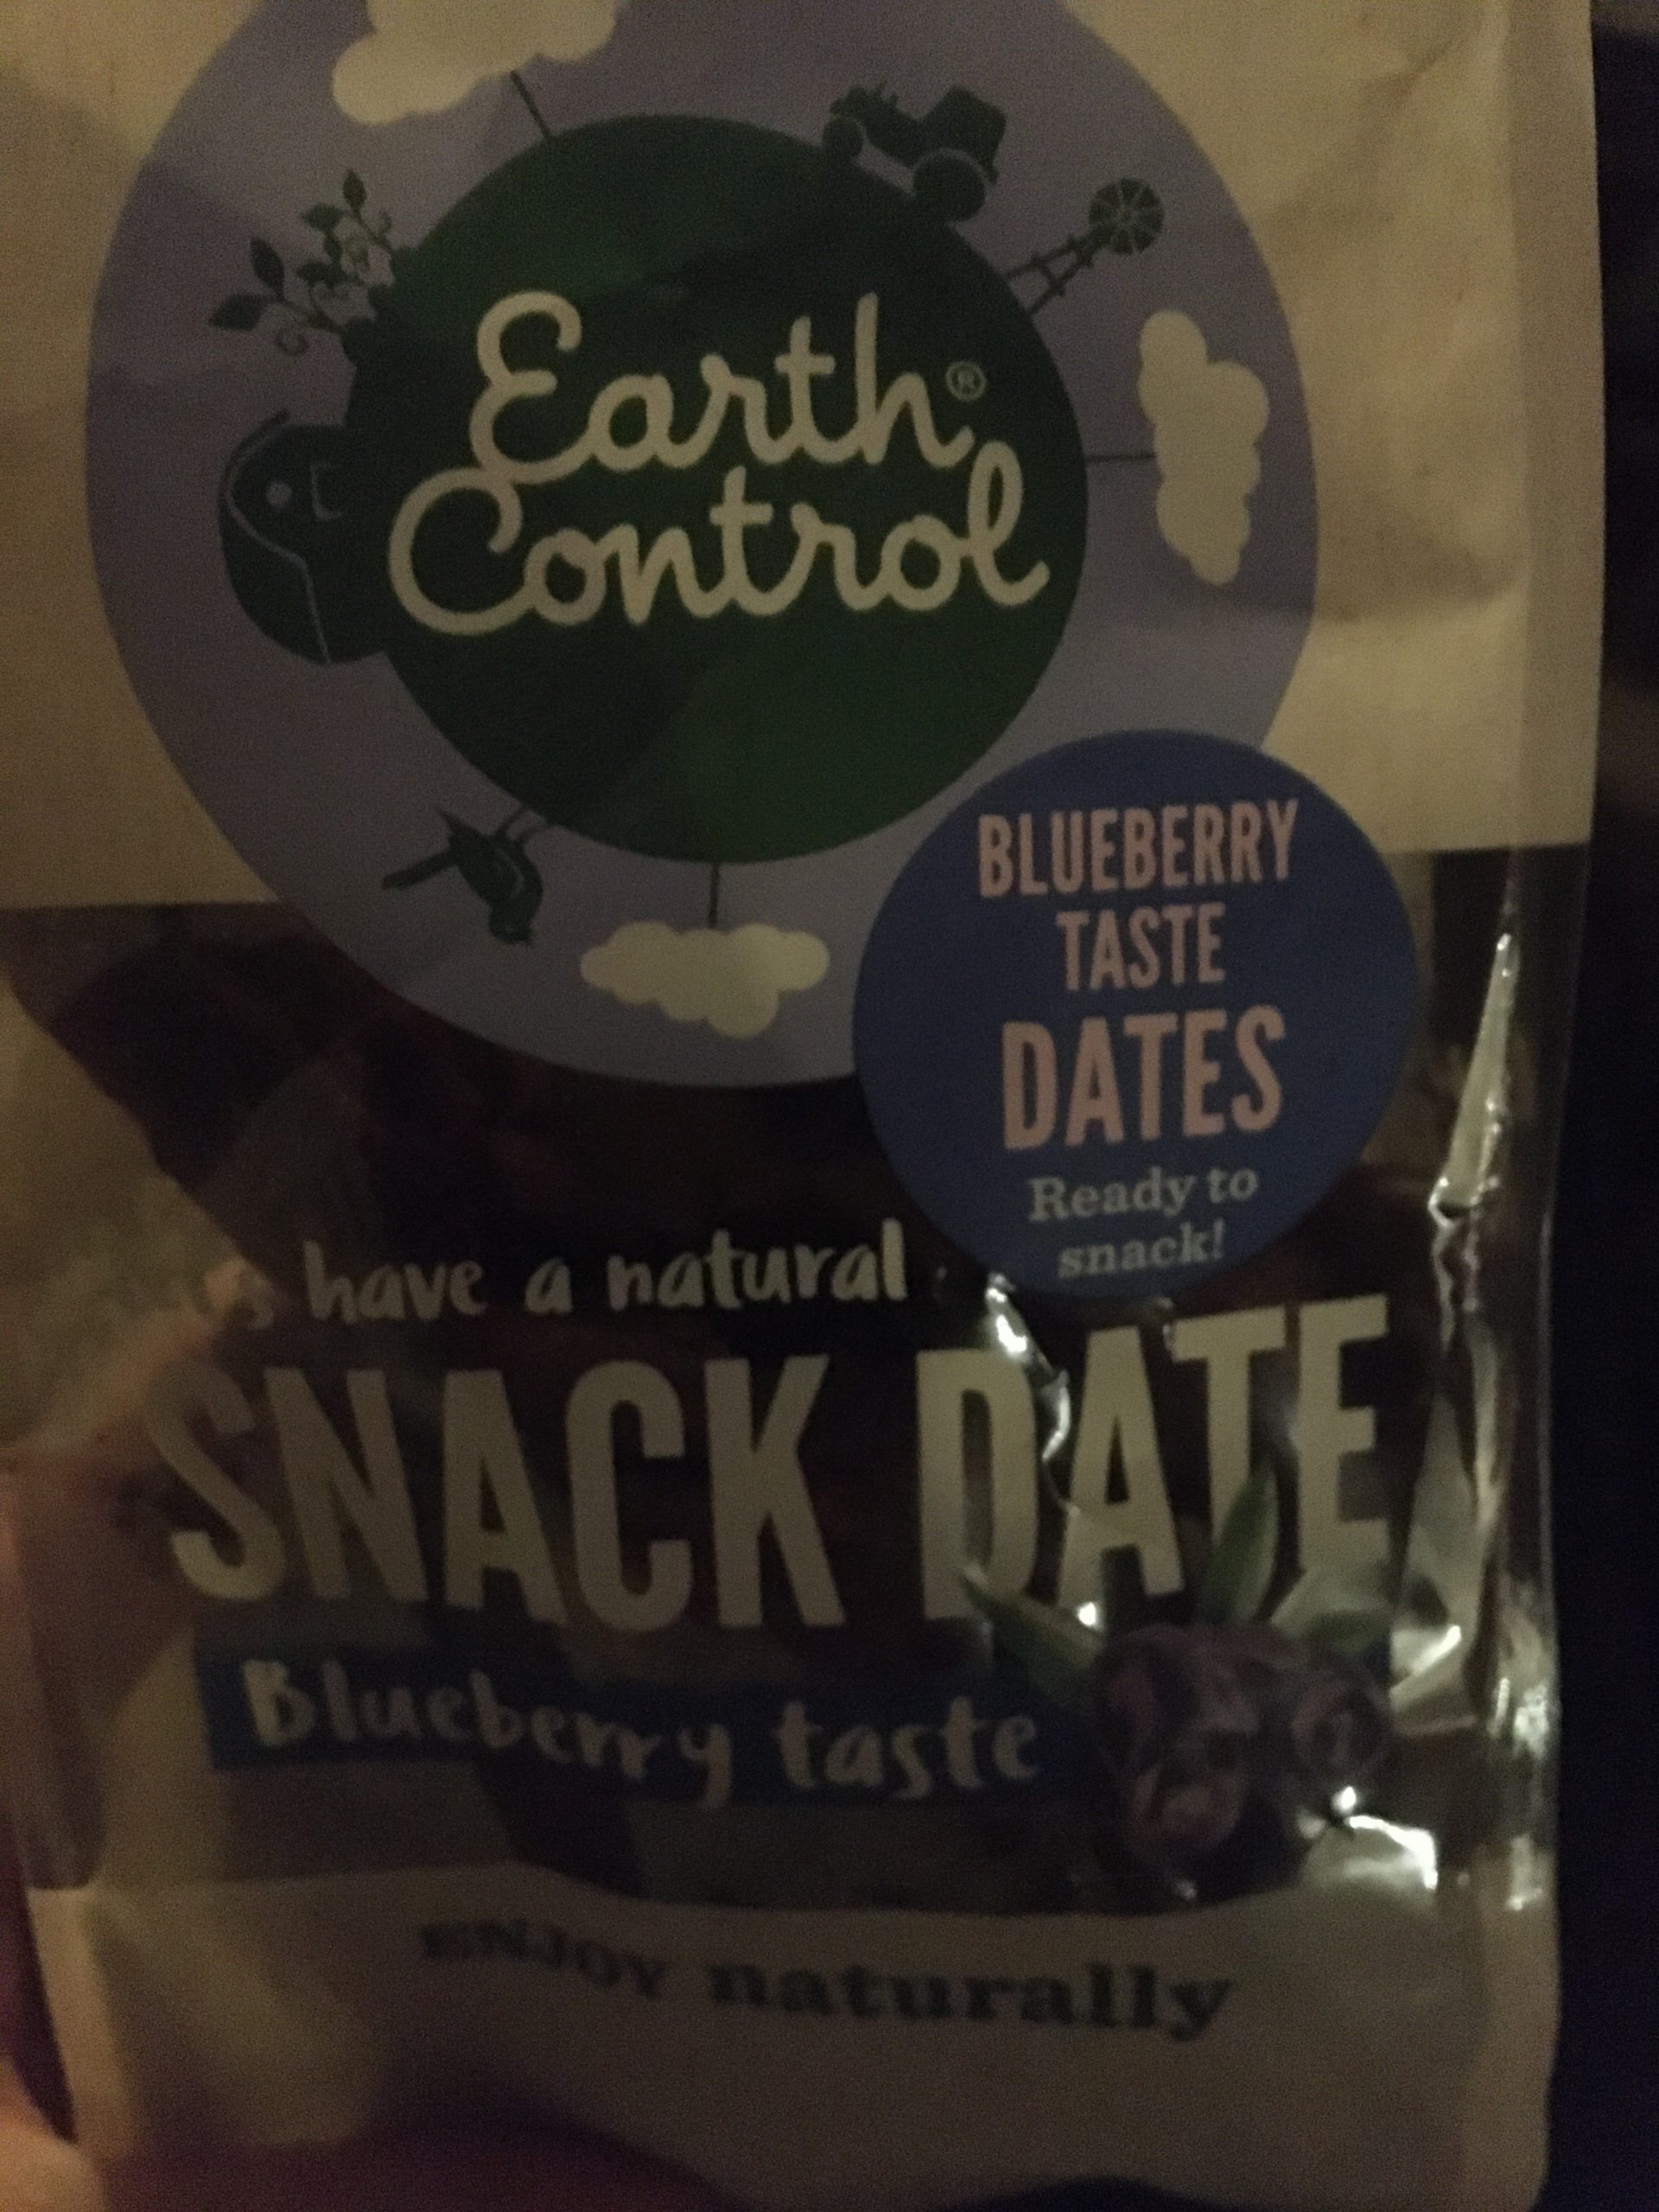 Earth®
Control
BLUEBERRY
TASTE
DATES
Ready to
snack!
have a natural
SNACK DATE
Blueberry taste
ENJOY naturally